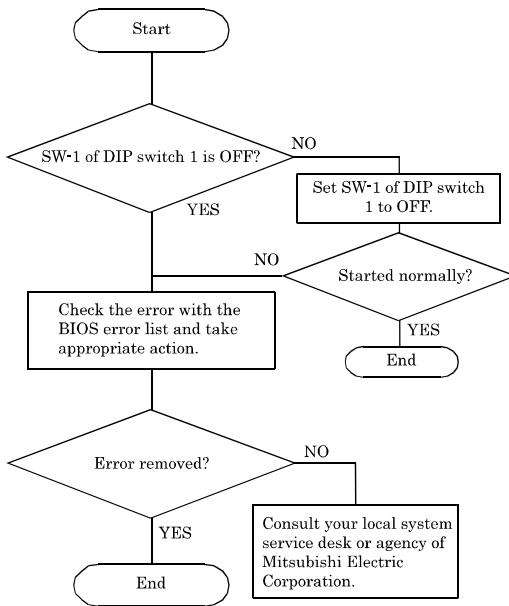 Start
SW-1 of DIP switch 1 is OFF?
NO
Set SW-1 of DIP switch
1 to OFF.
YES
NO
Started normally?
YES
End
Check the error with the
BIOS error list and take
appropriate action.
Error removed?
NO
YES
Consult your local system
service desk or agency of
Mitsubishi Electric
Corporation.
End